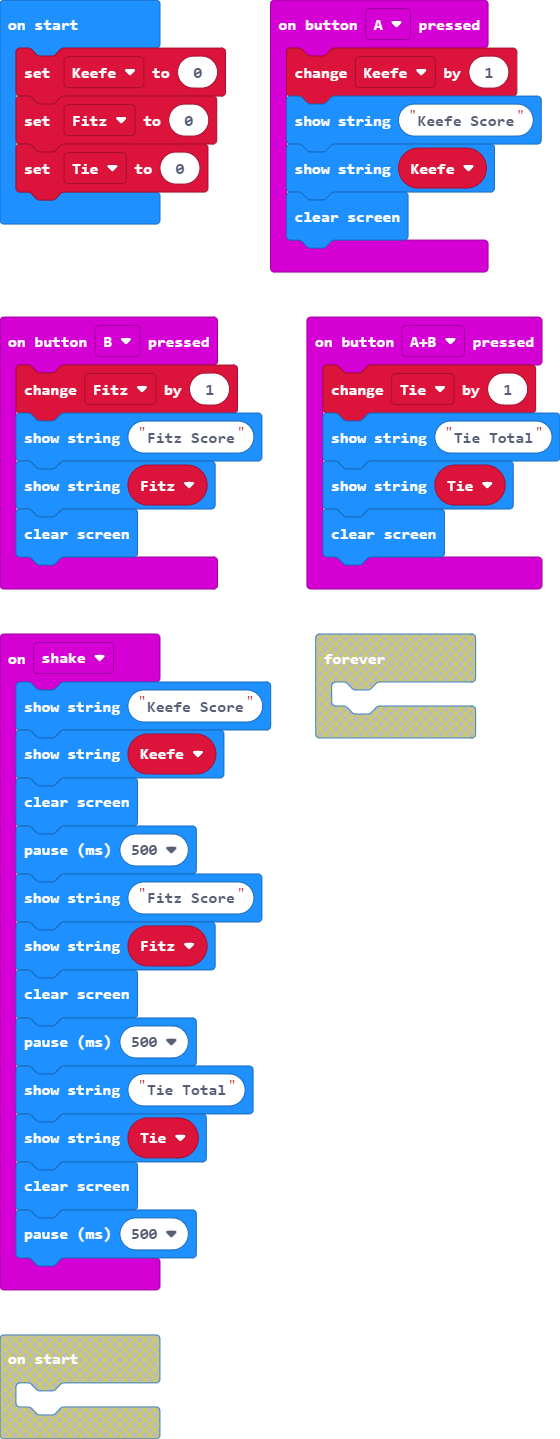 on start
set Keefe to 0
set Fitz to 0
set Tie to 0
on button A pressed
change Keefe by 1
show string "Keefe Score"
show string Keefe
clear screen
on button B pressed
change Fitz by 1
show string "Fitz Score"
show string Fitz
clear screen
on button A+B pressed
change Tie by 1
show string "Tie Total"
show string Tie
clear screen
on shake
show string "Keefe Score"
show string Keefe
clear screen
pause (ms) 500
show string "Fitz Score"
show string Fitz
clear screen
pause (ms) 500
show string "Tie Total"
show string Tie
clear screen
pause (ms) 500
forever
on start